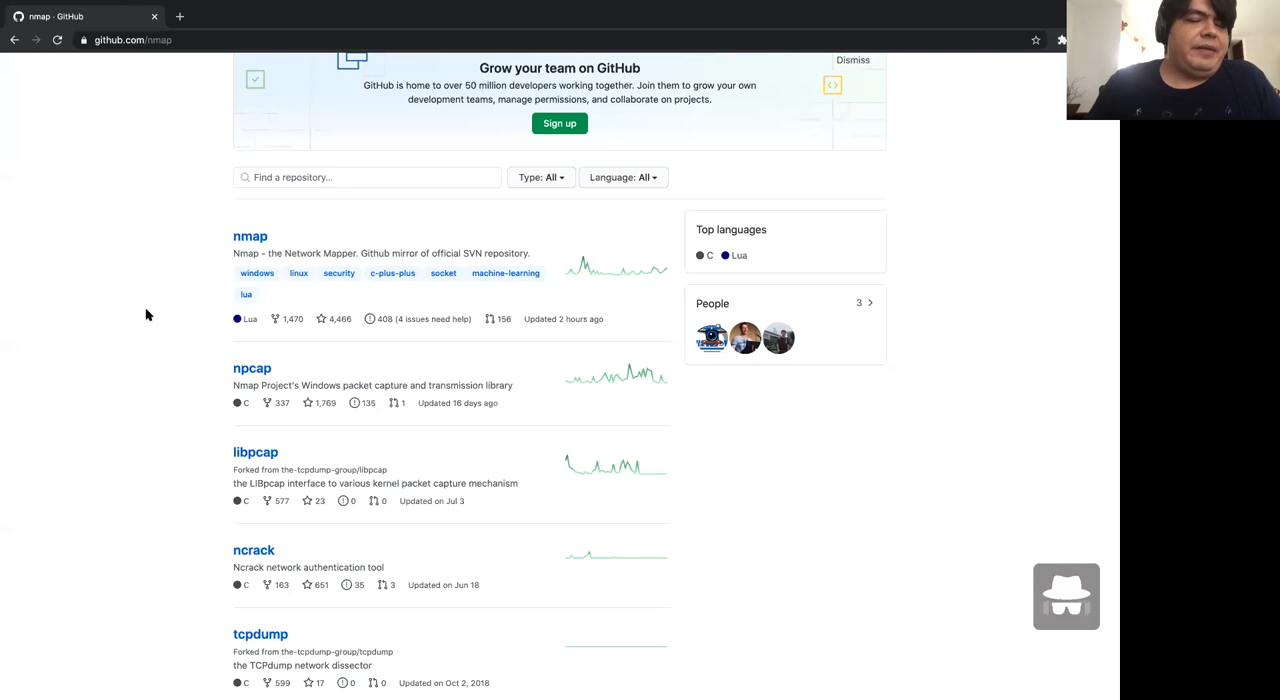 nmap · GitHub
github.com/nmap
Dismiss
Grow your team on GitHub
GitHub is home to over 50 million developers working together. Join them to grow your own
development teams, manage permissions, and collaborate on projects.
Sign up
Find a repository...
Type: All
Language: All
nmap
Nmap - the Network Mapper. Github mirror of official SVN repository.
windows linux security c-plus-plus socket machine-learning
lua
Lua 1,470 4,466 408 (4 issues need help) 156 Updated 2 hours ago
npcap
Nmap Project's Windows packet capture and transmission library
C 337 1,769 135 1 Updated 16 days ago
libpcap
Forked from the-tcpdump-group/libpcap
the LIBpcap interface to various kernel packet capture mechanism
C 577 23 0 0 Updated on Jul 3
ncrack
Ncrack network authentication tool
C 163 651 35 3 Updated on Jun 18
tcpdump
Forked from the-tcpdump-group/tcpdump
the TCPdump network dissector
C 599 17 0 0 Updated on Oct 2, 2018
Top languages
C Lua
People 3